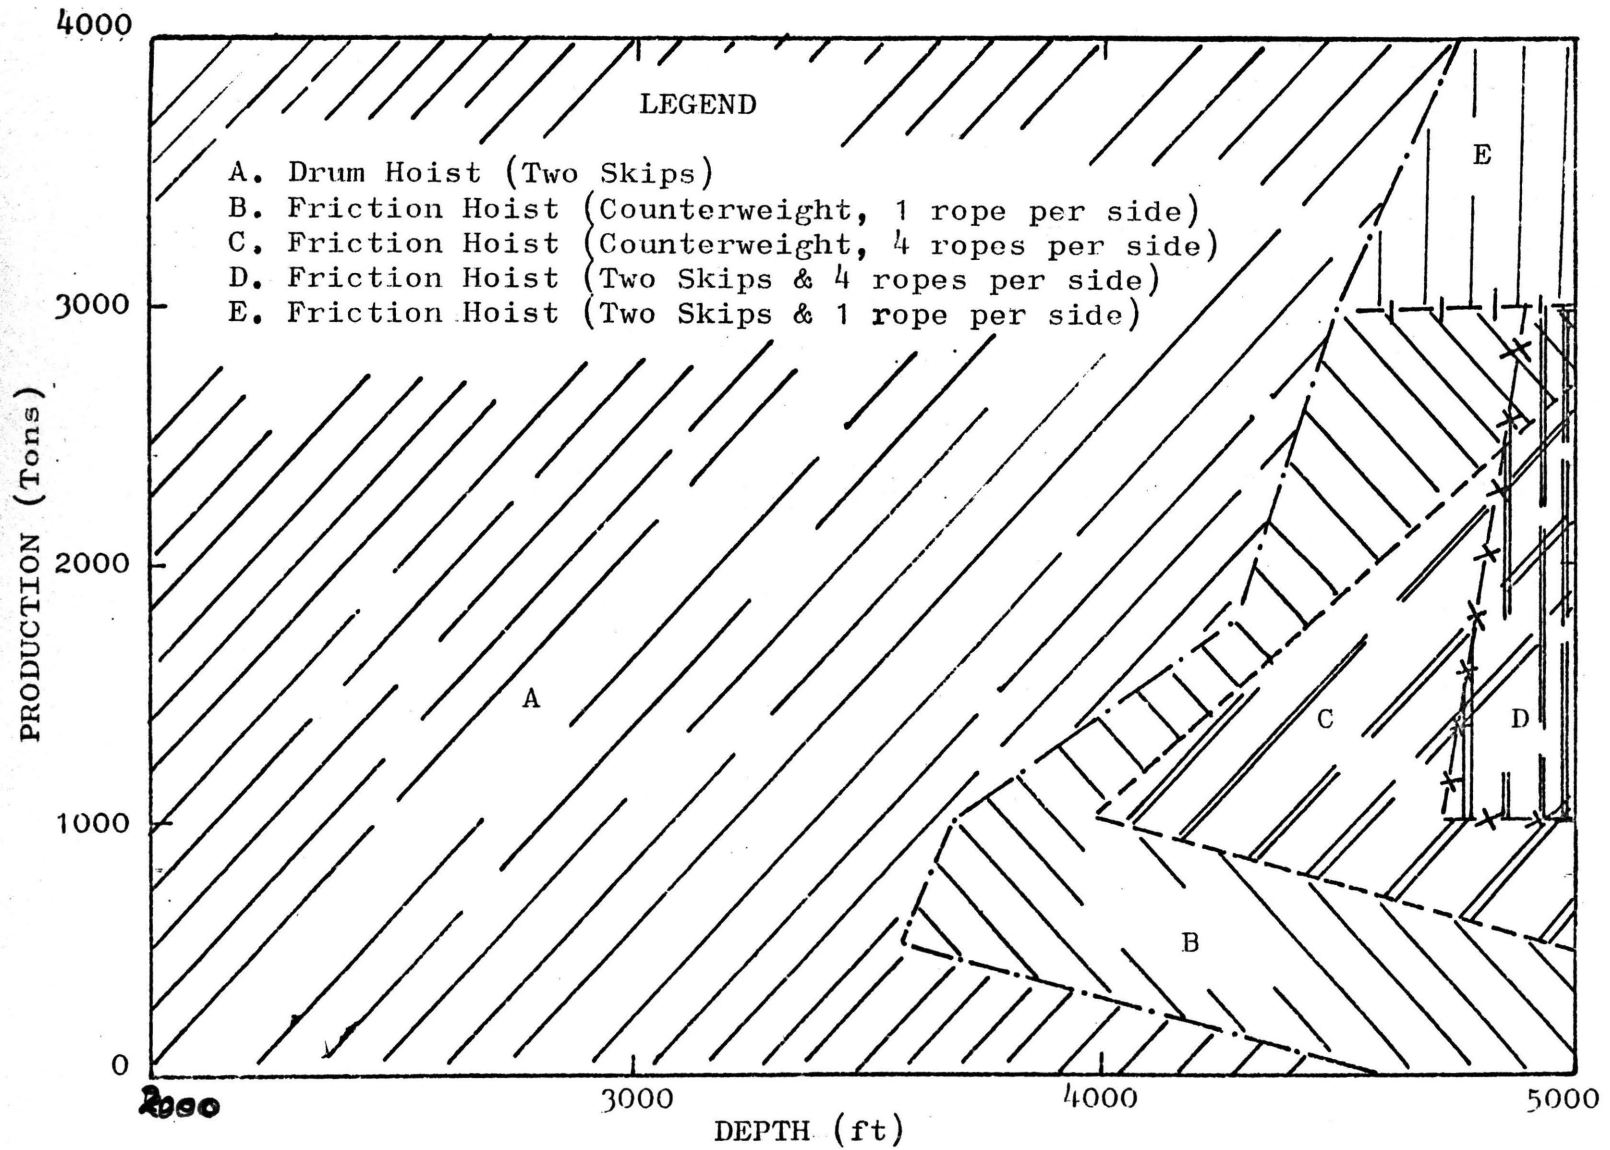 4000
LEGEND
E
A. Drum Hoist (Two Skips)
B. Friction Hoist (Counterweight, 1 rope per side)
C. Friction Hoist (Counterweight, 4 ropes per side)
D. Friction Hoist (Two Skips & 4 ropes per side)
E. Friction Hoist (Two Skips & 1 rope per side)
3000
PRODUCTION (Tons)
2000
A
C
D
1000
B
0
2000
3000
4000
5000
DEPTH (ft)